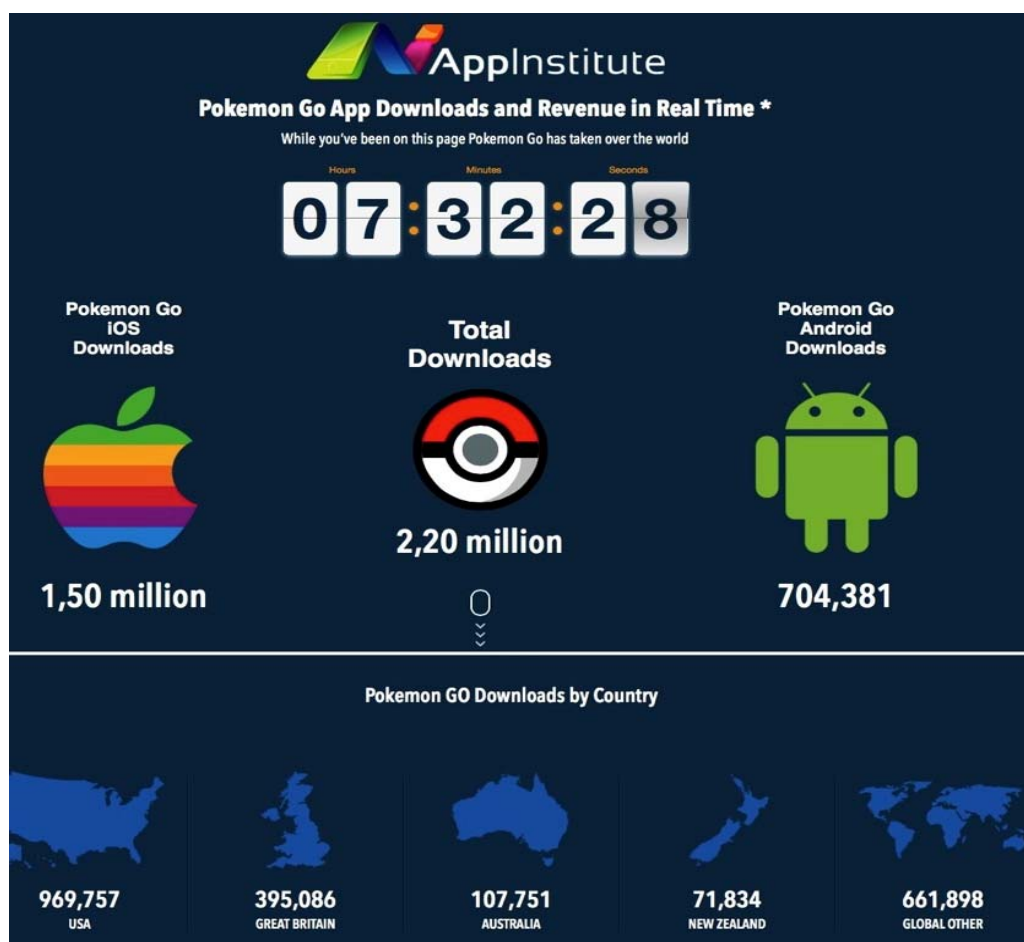 AppInstitute
Pokemon Go App Downloads and Revenue in Real Time *
While you've been on this page Pokemon Go has taken over the world
Hours Minutes Seconds
07:32:28
Pokemon Go
iOS
Downloads
1,50 million
Total
Downloads
2,20 million
Pokemon Go
Android
Downloads
704,381
Pokemon GO Downloads by Country
969,757
USA
395,086
GREAT BRITAIN
107,751
AUSTRALIA
71,834
NEW ZEALAND
661,898
GLOBAL OTHER